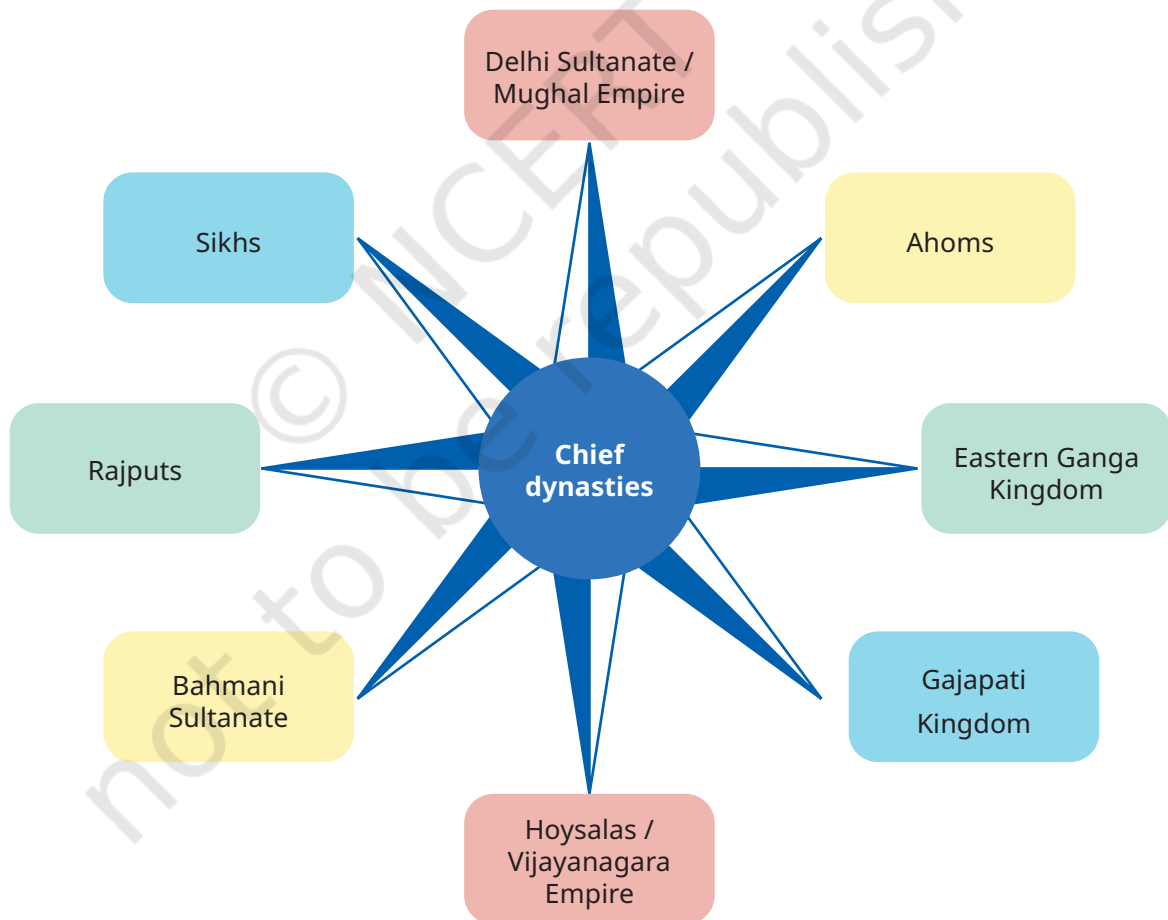 Delhi Sultanate /
Mughal Empire
Sikhs
Ahoms
Rajputs
Chief
dynasties
Eastern Ganga
Kingdom
Bahmani
Sultanate
Gajapati
Kingdom
Hoysalas /
Vijayanagara
Empire
© NCERT
not to be republis